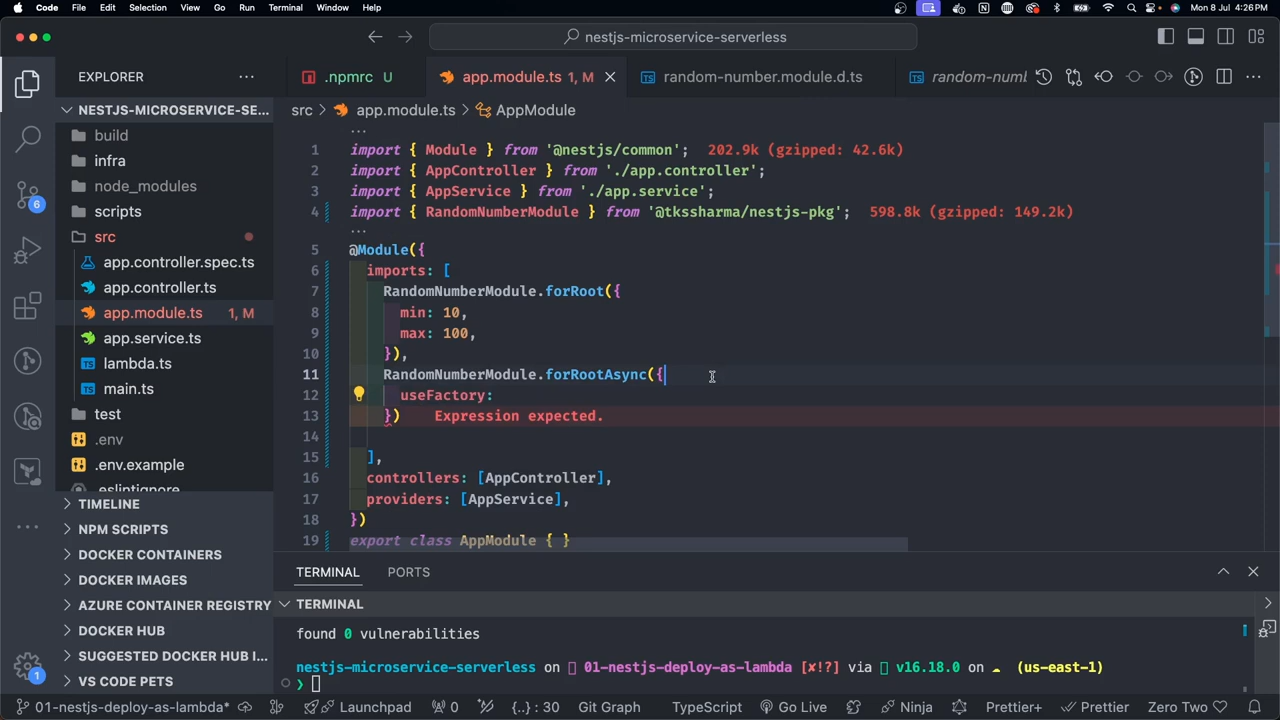 Code File Edit Selection View Go Run Terminal Window Help Mon 8 Jul 4:26 PM
nestjs-microservice-serverless
EXPLORER ···
.npmrc U
app.module.ts 1, M
random-number.module.d.ts
random-numb
NESTJS-MICROSERVICE-SE...
build
infra
node_modules
scripts
src
app.controller.spec.ts
app.controller.ts
app.module.ts 1, M
app.service.ts
lambda.ts
main.ts
test
.env
.env.example
.eslintignore
TIMELINE
NPM SCRIPTS
DOCKER CONTAINERS
DOCKER IMAGES
AZURE CONTAINER REGISTRY
DOCKER HUB
SUGGESTED DOCKER HUB I...
VS CODE PETS
6
1
src > app.module.ts > AppModule
...
1 import { Module } from '@nestjs/common'; 202.9k (gzipped: 42.6k)
2 import { AppController } from './app.controller';
3 import { AppService } from './app.service';
4 import { RandomNumberModule } from '@tkssharma/nestjs-pkg'; 598.8k (gzipped: 149.2k)
...
5 @Module({
6 imports: [
7 RandomNumberModule.forRoot({
8 min: 10,
9 max: 100,
10 }),
11 RandomNumberModule.forRootAsync({
12 useFactory:
13 }) Expression expected.
14
15 ],
16 controllers: [AppController],
17 providers: [AppService],
18 })
19 export class AppModule { }
TERMINAL PORTS
TERMINAL
found 0 vulnerabilities
nestjs-microservice-serverless on 01-nestjs-deploy-as-lambda [✘!?] via v16.18.0 on (us-east-1)
❯
01-nestjs-deploy-as-lambda* Launchpad 0 {..} : 30 Git Graph TypeScript Go Live Ninja Prettier+ Prettier Zero Two